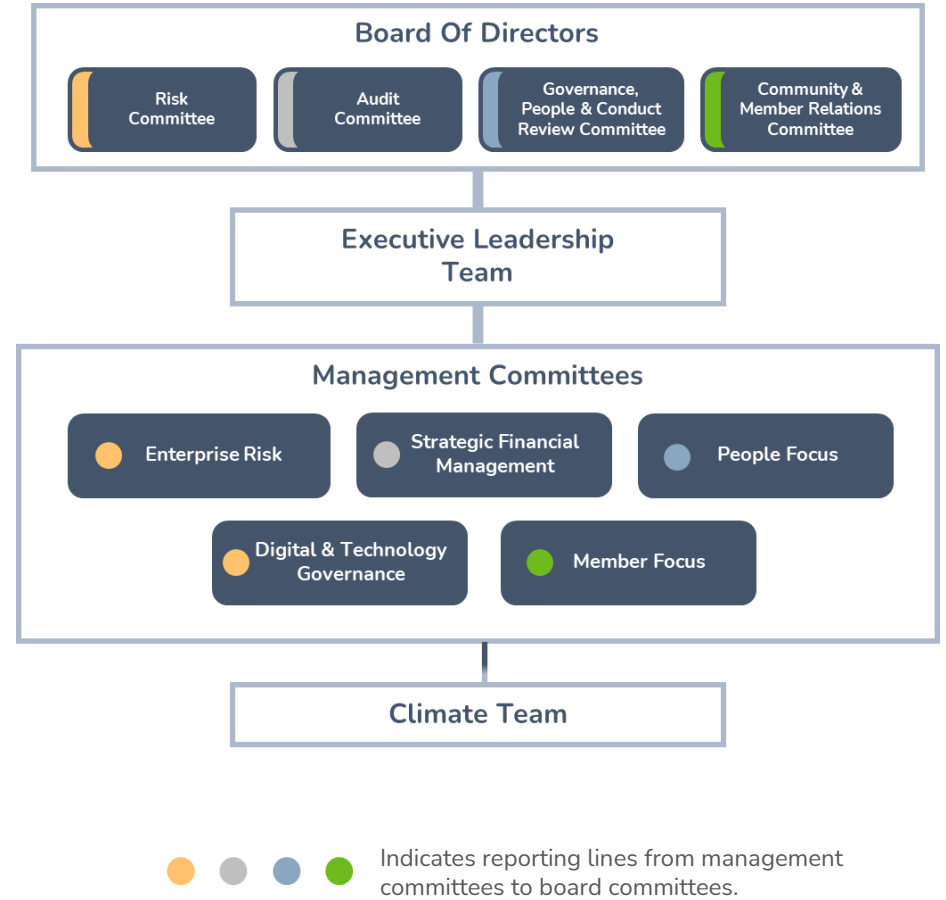 Board Of Directors
Risk
Committee
Audit
Committee
Governance,
People & Conduct
Review Committee
Community &
Member Relations
Committee
Executive Leadership
Team
Management Committees
Enterprise Risk
Strategic Financial
Management
People Focus
Digital & Technology
Governance
Member Focus
Climate Team
Indicates reporting lines from management
committees to board committees.